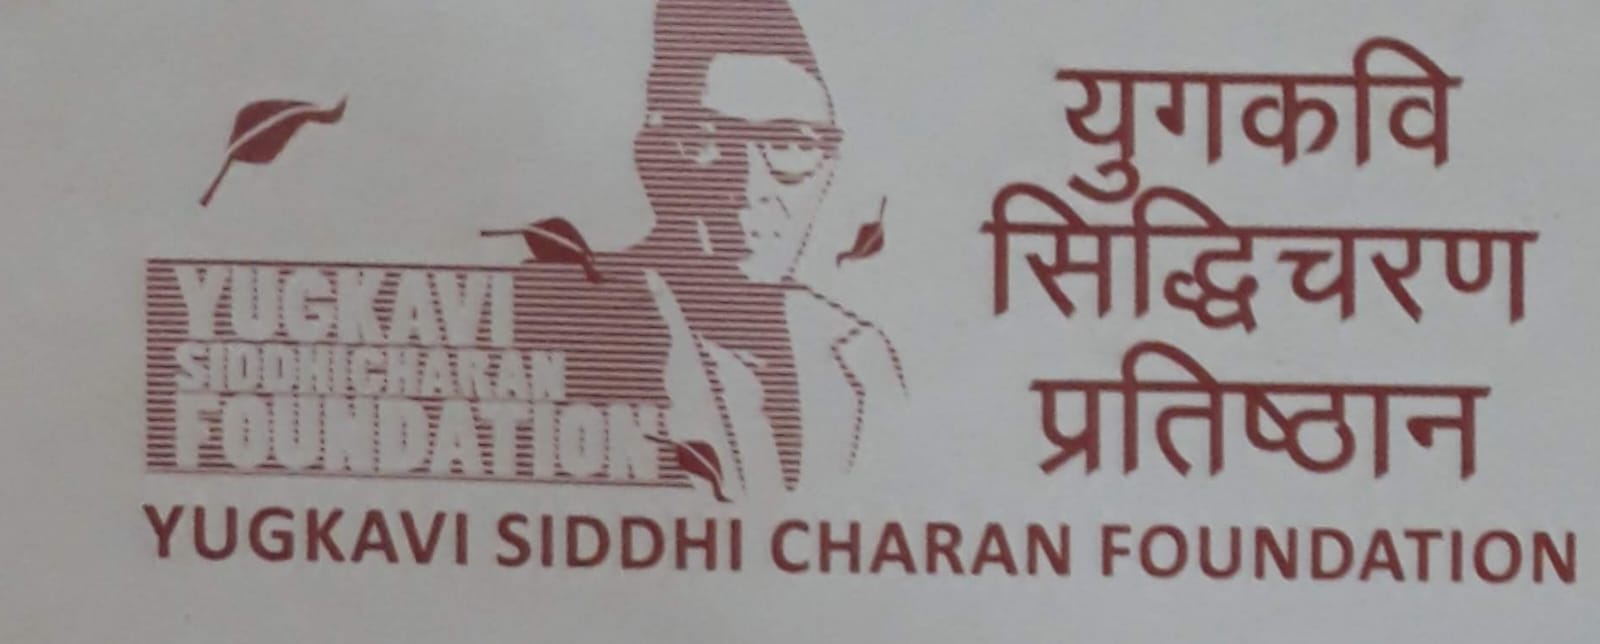 YUGKAVI
SIDDHICHARAN
FOUNDATION
युगकवि
सिद्धिचरण
प्रतिष्ठान
YUGKAVI SIDDHI CHARAN FOUNDATION